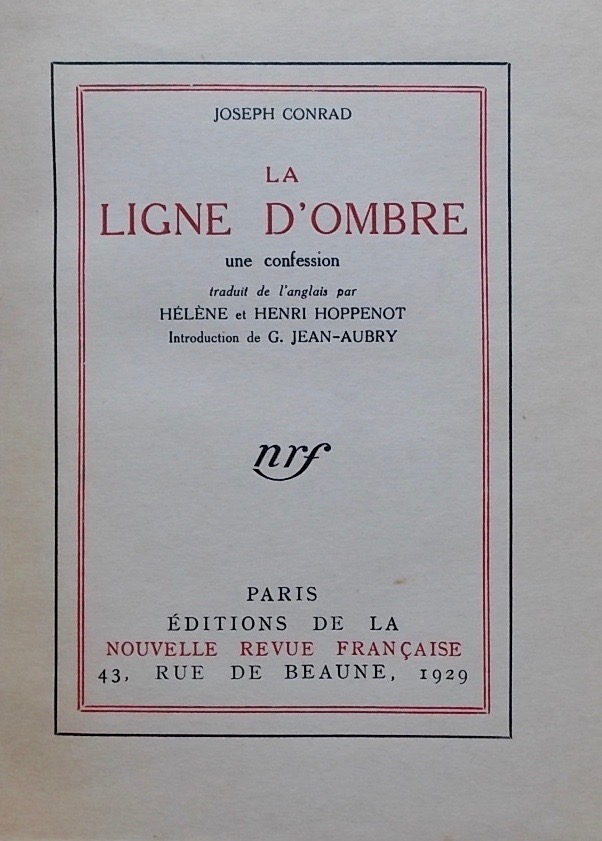 JOSEPH CONRAD
LA
LIGNE D'OMBRE
une confession
traduit de l'anglais par
HÉLÈNE et HENRI HOPPENOT
Introduction de G. JEAN-AUBRY
nrf
PARIS
ÉDITIONS DE LA
NOUVELLE REVUE FRANÇAISE
43, RUE DE BEAUNE, 1929